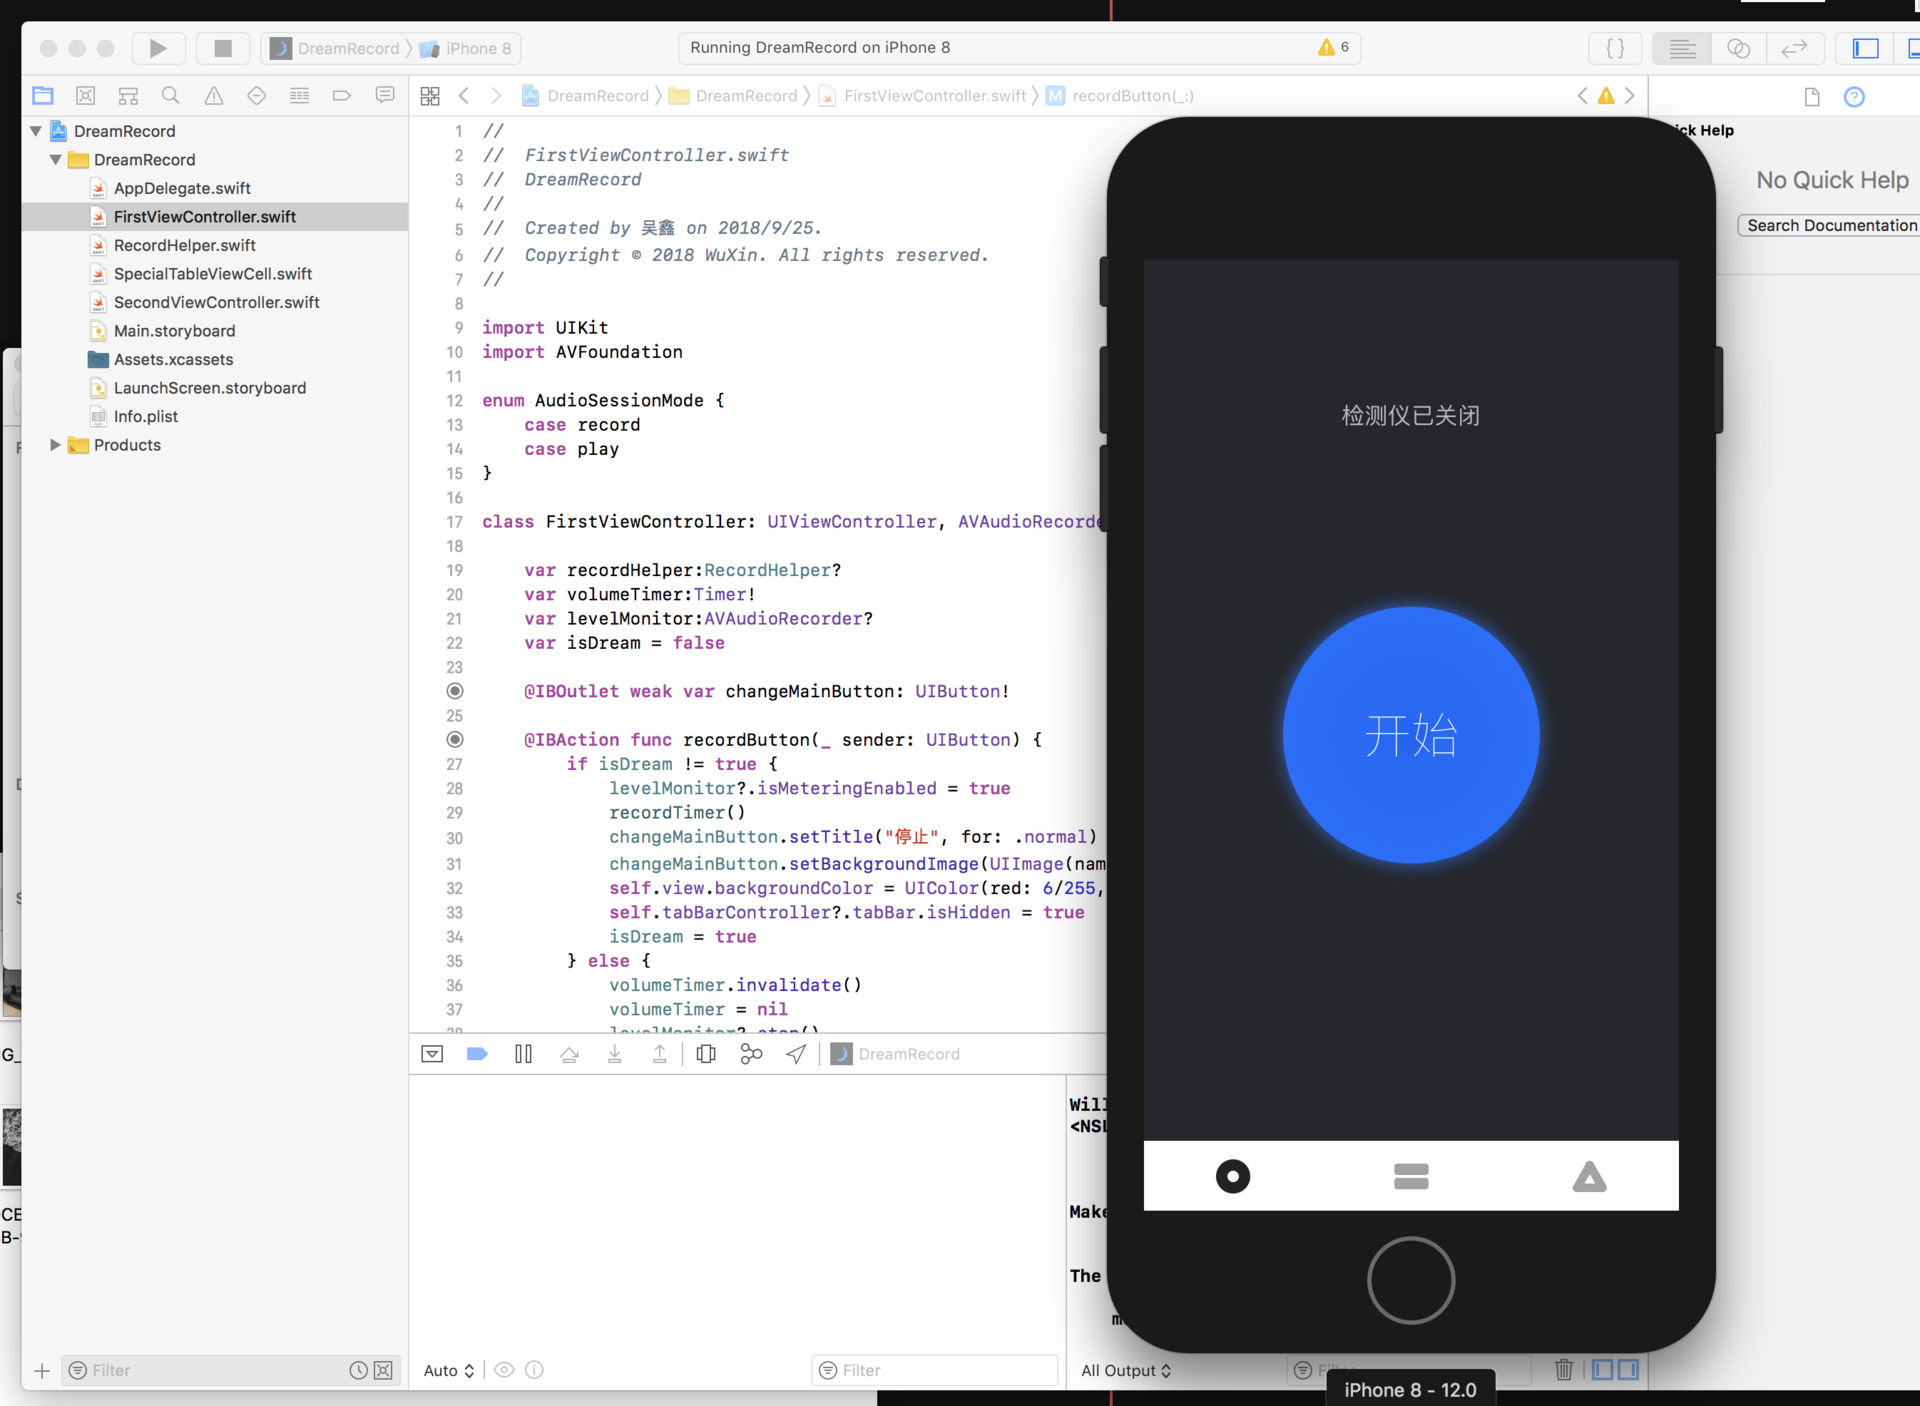 DreamRecord
iPhone 8
Running DreamRecord on iPhone 8
6
{ }
DreamRecord
DreamRecord
FirstViewController.swift
M recordButton(_:)
DreamRecord
DreamRecord
AppDelegate.swift
FirstViewController.swift
RecordHelper.swift
SpecialTableViewCell.swift
SecondViewController.swift
Main.storyboard
Assets.xcassets
LaunchScreen.storyboard
Info.plist
Products
1 //
2 // FirstViewController.swift
3 // DreamRecord
4 //
5 // Created by 吴鑫 on 2018/9/25.
6 // Copyright © 2018 WuXin. All rights reserved.
7 //
8
9 import UIKit
10 import AVFoundation
11
12 enum AudioSessionMode {
13 case record
14 case play
15 }
16
17 class FirstViewController: UIViewController, AVAudioRecorde
18
19 var recordHelper:RecordHelper?
20 var volumeTimer:Timer!
21 var levelMonitor:AVAudioRecorder?
22 var isDream = false
23
@IBOutlet weak var changeMainButton: UIButton!
25
@IBAction func recordButton(_ sender: UIButton) {
27 if isDream != true {
28 levelMonitor?.isMeteringEnabled = true
29 recordTimer()
30 changeMainButton.setTitle("停止", for: .normal)
31 changeMainButton.setBackgroundImage(UIImage(nam
32 self.view.backgroundColor = UIColor(red: 6/255,
33 self.tabBarController?.tabBar.isHidden = true
34 isDream = true
35 } else {
36 volumeTimer.invalidate()
37 volumeTimer = nil
38 levelMonitor?.stop()
DreamRecord
Will
<NSL
Make
The
m
Filter
Auto
Filter
All Output
ck Help
No Quick Help
Search Documentation
检测仪已关闭
开始
iPhone 8 - 12.0